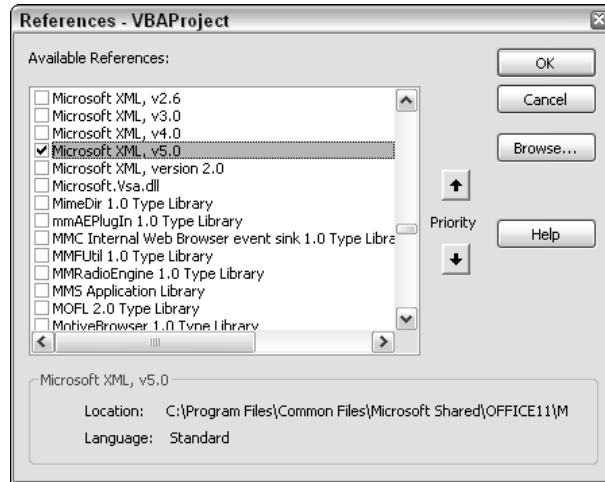 References - VBAProject
Available References:
OK
Microsoft XML, v2.6
Microsoft XML, v3.0
Cancel
Microsoft XML, v4.0
Microsoft XML, v5.0
Browse...
Microsoft XML, version 2.0
Microsoft.Vsa.dll
MimeDir 1.0 Type Library
mmAEPlugIn 1.0 Type Library
Priority
MMC Internal Web Browser event sink 1.0 Type Libra
Help
MMFUtil 1.0 Type Library
MMRadioEngine 1.0 Type Library
MMS Application Library
MOFL 2.0 Type Library
MotiveBrowser 1.0 Type Library
Microsoft XML, v5.0
Location: C:\Program Files\Common Files\Microsoft Shared\OFFICE11\M
Language: Standard